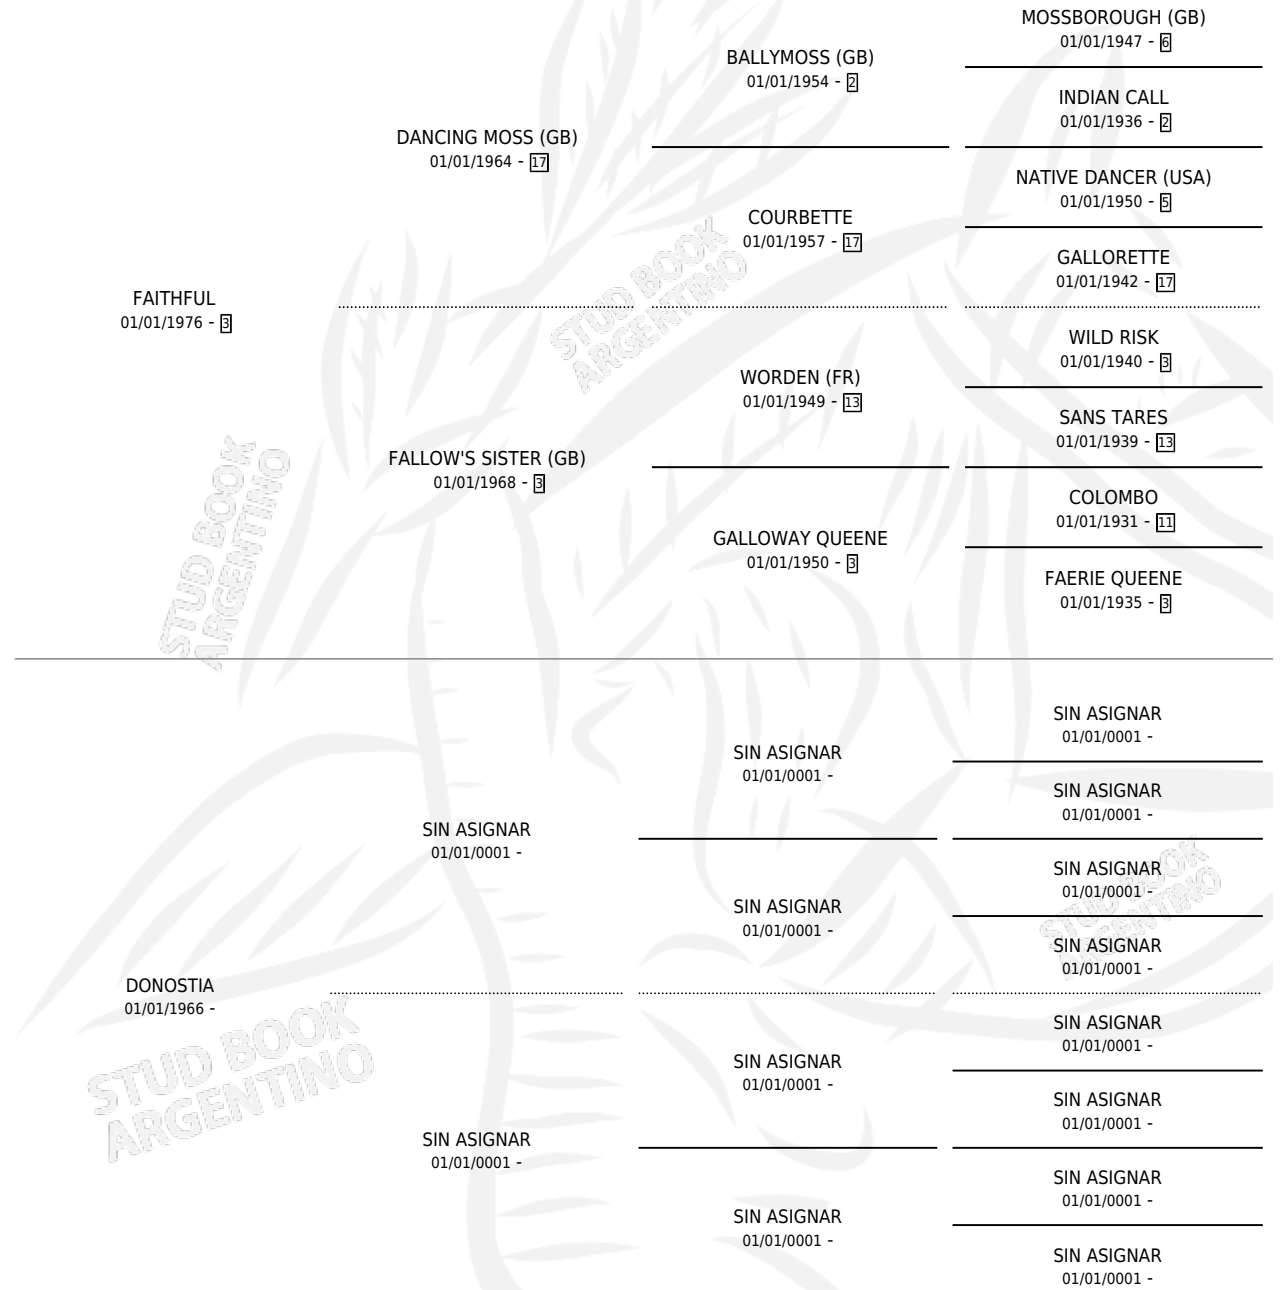 MOSSBOROUGH (GB)
01/01/1947 - 6
BALLYMOSS (GB)
01/01/1954 - 2
INDIAN CALL
01/01/1936 - 2
DANCING MOSS (GB)
01/01/1964 - 17
NATIVE DANCER (USA)
01/01/1950 - 5
COURBETTE
01/01/1957 - 17
GALLORETTE
01/01/1942 - 17
FAITHFUL
01/01/1976 - 3
WILD RISK
01/01/1940 - 3
WORDEN (FR)
01/01/1949 - 13
SANS TARES
01/01/1939 - 13
FALLOW'S SISTER (GB)
01/01/1968 - 3
COLOMBO
01/01/1931 - 11
GALLOWAY QUEENE
01/01/1950 - 3
FAERIE QUEENE
01/01/1935 - 3
STUD BOOK
ARGENTINO
STUD BOOK
ARGENTINO
SIN ASIGNAR
01/01/0001 -
SIN ASIGNAR
01/01/0001 -
SIN ASIGNAR
01/01/0001 -
SIN ASIGNAR
01/01/0001 -
SIN ASIGNAR
01/01/0001 -
SIN ASIGNAR
01/01/0001 -
SIN ASIGNAR
01/01/0001 -
DONOSTIA
01/01/1966 -
SIN ASIGNAR
01/01/0001 -
SIN ASIGNAR
01/01/0001 -
SIN ASIGNAR
01/01/0001 -
SIN ASIGNAR
01/01/0001 -
SIN ASIGNAR
01/01/0001 -
SIN ASIGNAR
01/01/0001 -
SIN ASIGNAR
01/01/0001 -
STUD BOOK
ARGENTINO
STUD BOOK
ARGENTINO